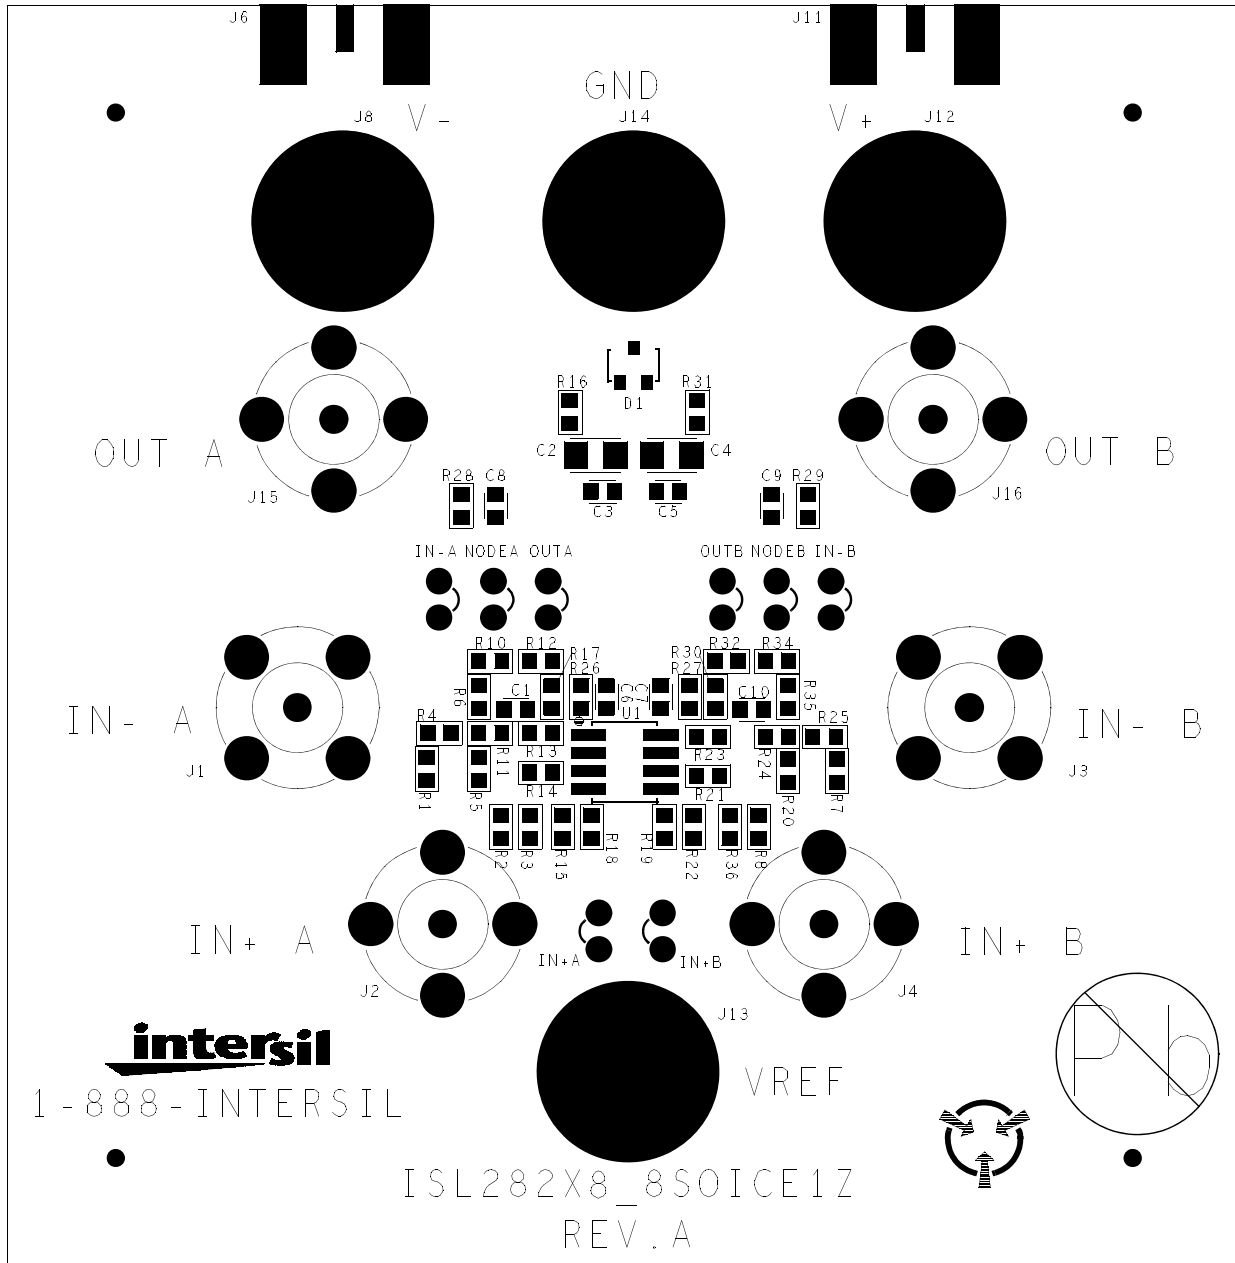 J6
J11
GND
J8
V-
J14
V+
J12
R16
R31
D1
OUT A
C2
C4
OUT B
R28
C8
C9
R29
J15
J16
C3
C5
IN-A NODEA OUTA
OUTB NODEB IN-B
R10
R12
R17
R30
R32
R34
R26
R27
R6
C1
C6
C7
C10
R35
IN- A
R4
U1
R25
IN- B
J1
R11
R13
R23
R24
J3
R1
R5
R14
R21
R20
R7
R2
R3
R15
R18
R19
R22
R36
R8
IN+ A
IN+ B
IN+A
IN+B
J2
J4
J13
intersil
VREF
Pb
1-888-INTERSIL
ISL282X8_8SOICE1Z
REV.A